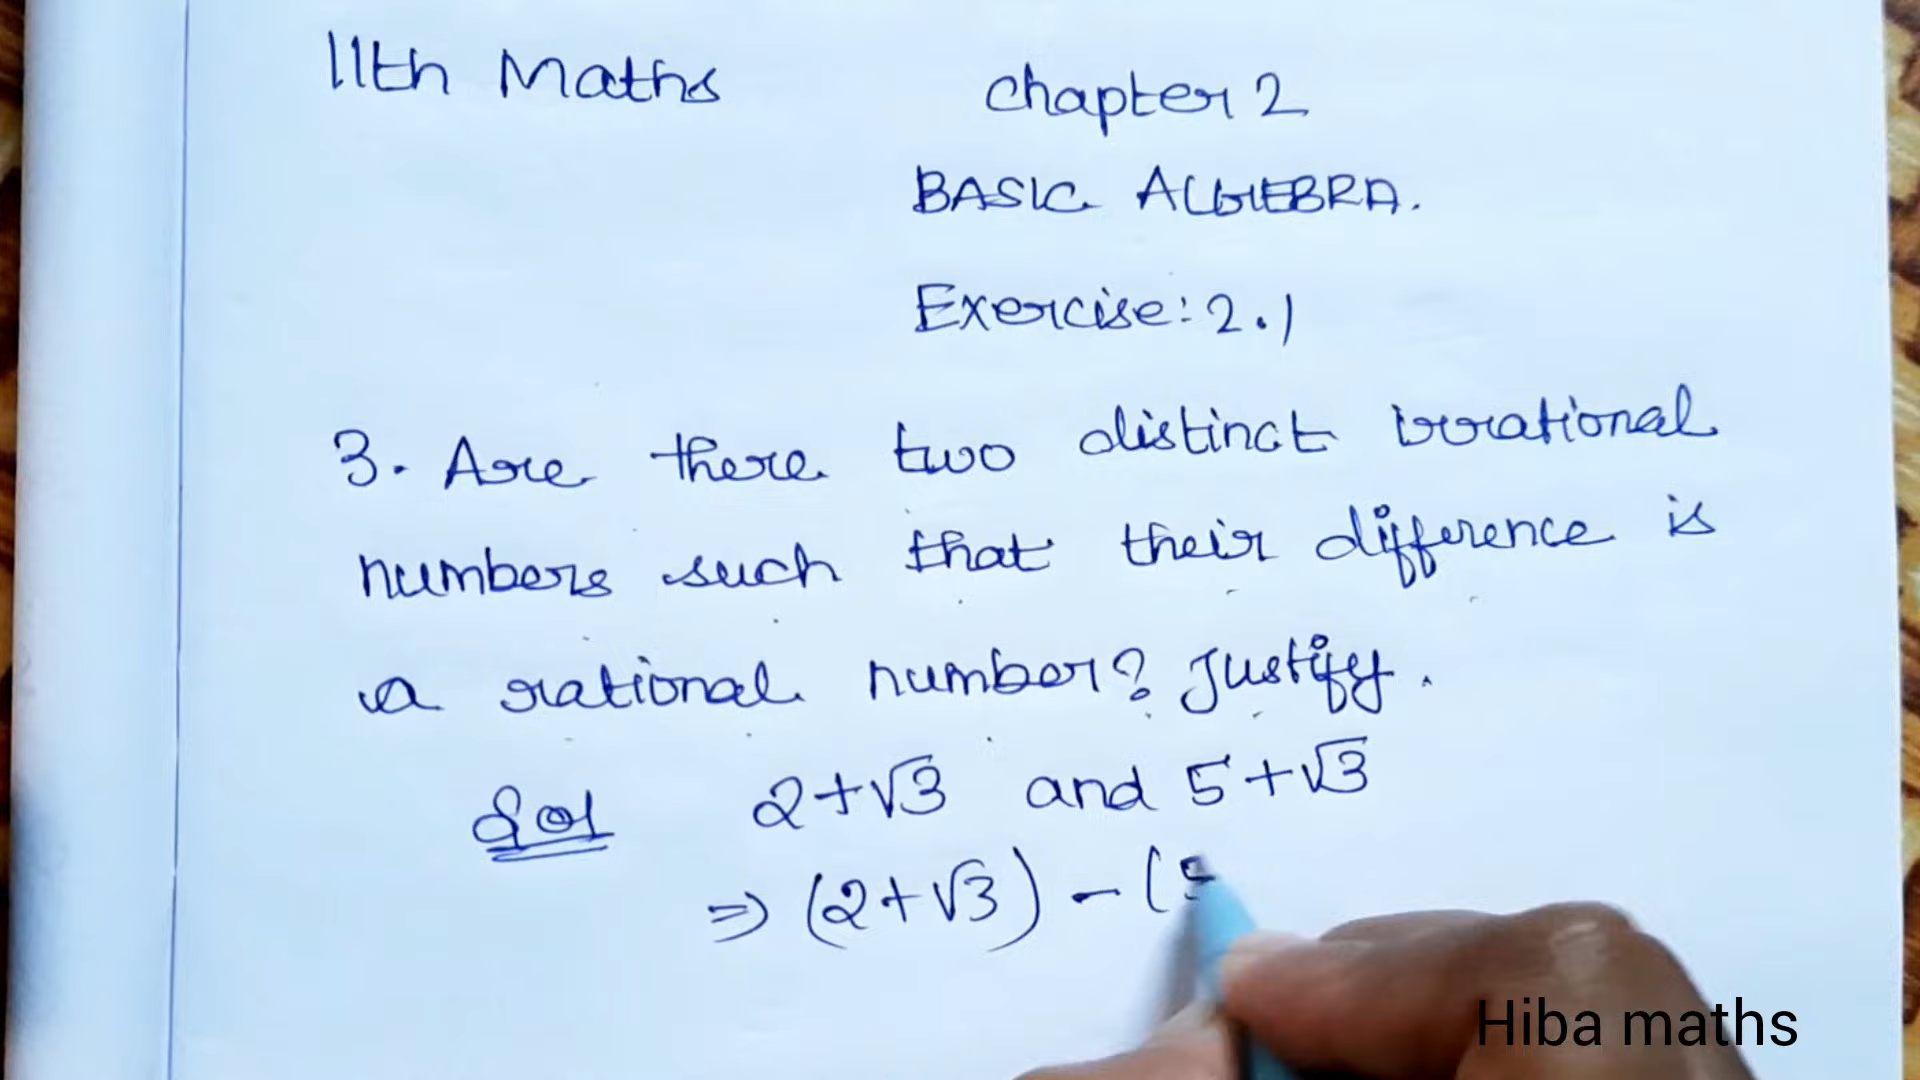 11th Maths
Chapter 2
BASIC ALGEBRA.
Exercise: 2.1
3. Are there two distinct irrational
numbers such that their difference is
a rational number? Justify.
Sol 2+√3 and 5+√3
⇒ (2+√3) - (5
Hiba maths